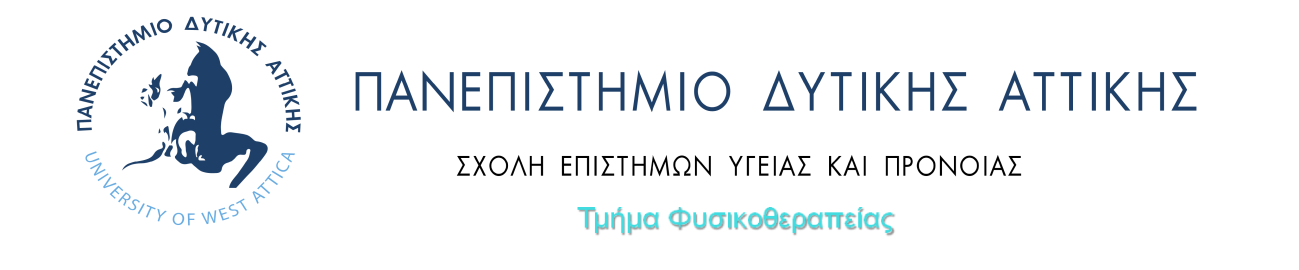 ΠΑΝΕΠΙΣΤΗΜΙΟ ΔΥΤΙΚΗΣ ΑΤΤΙΚΗΣ
UNIVERSITY OF WEST ATTICA
ΠΑΝΕΠΙΣΤΗΜΙΟ ΔΥΤΙΚΗΣ ΑΤΤΙΚΗΣ
ΣΧΟΛΗ ΕΠΙΣΤΗΜΩΝ ΥΓΕΙΑΣ ΚΑΙ ΠΡΟΝΟΙΑΣ
Τμήμα Φυσικοθεραπείας